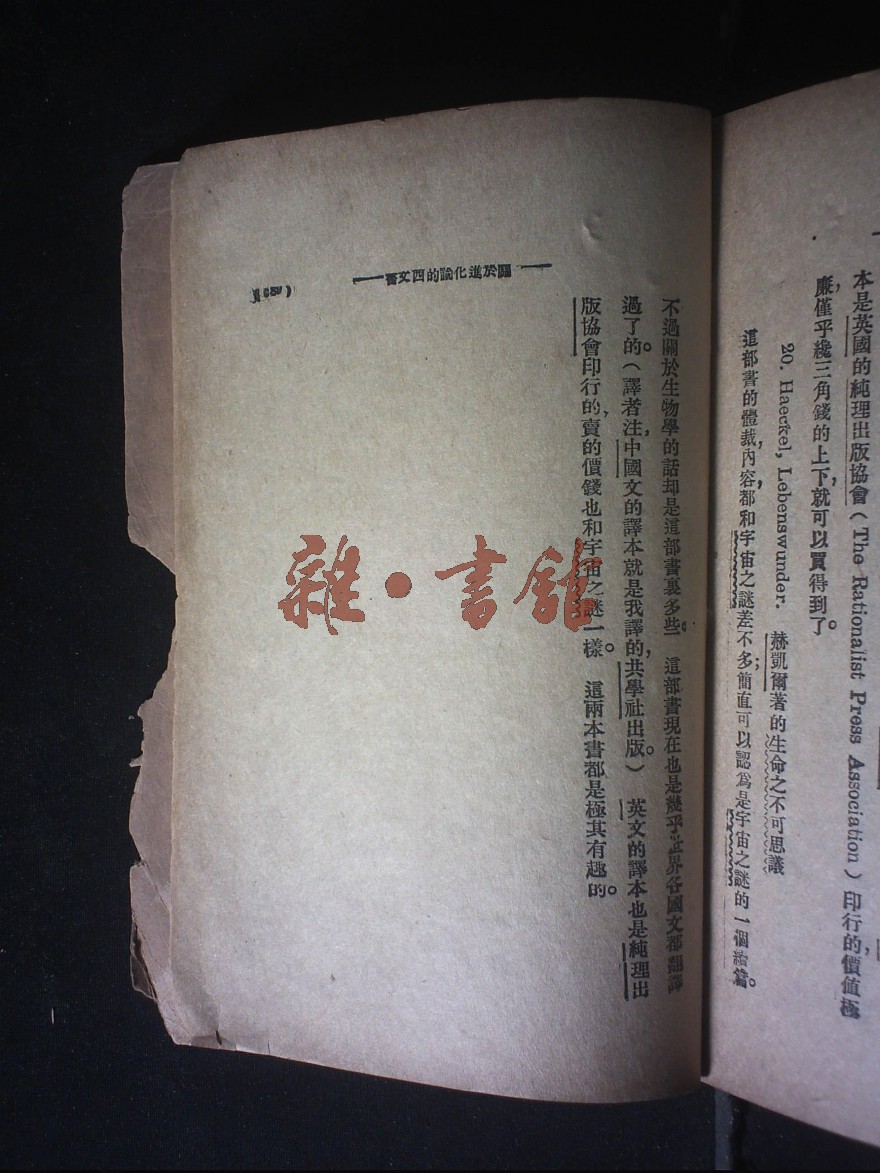 本是英國的純理出版協會(The Rationalist Press Association)印行的,價値極
廉,僅乎纔三角錢的上下,就可以買得到了。
20. Haeckel, Lebenswunder. 赫凱爾著的生命之不可思議
這部書的體裁,內容,都和宇宙之謎差不多;簡直可以認爲是宇宙之謎的一個續篇。
不過關於生物學的話却是這部書裏多些。這部書現在也是幾乎世界各國文都翻譯
過了的。(譯者注,中國文的譯本就是我譯的,共學社出版。)英文的譯本也是純理出
版協會印行的,賣的價錢也和宇宙之謎一樣。這兩本書都是極其有趣的。
關於進化論的四文書
雜·書館